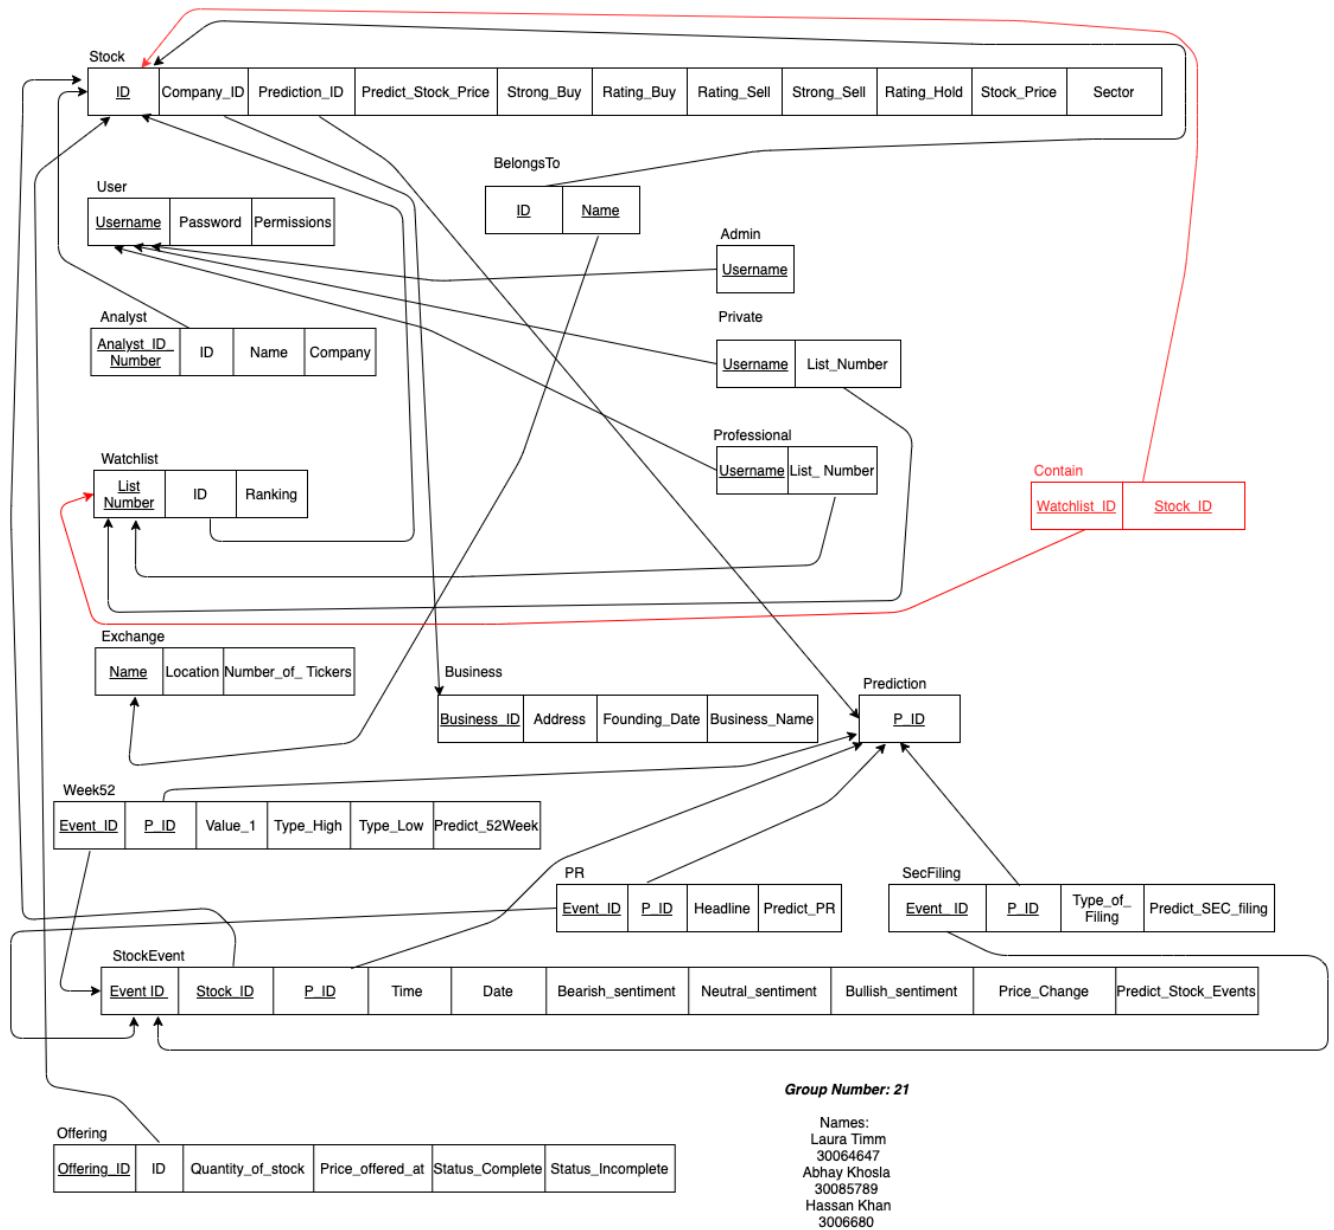 Stock
ID Company_ID Prediction_ID Predict_Stock_Price Strong_Buy Rating_Buy Rating_Sell Strong_Sell Rating_Hold Stock_Price Sector
BelongsTo
ID Name
User
Username Password Permissions
Admin
Username
Analyst
Analyst_ID_
Number ID Name Company
Private
Username List_Number
Professional
Username List_ Number
Watchlist
List
Number ID Ranking
Contain
Watchlist_ID Stock_ID
Exchange
Name Location Number_of_ Tickers
Business
Business_ID Address Founding_Date Business_Name
Prediction
P_ID
Week52
Event_ID P_ID Value_1 Type_High Type_Low Predict_52Week
PR
Event_ID P_ID Headline Predict_PR
SecFiling
Event_ ID P_ID Type_of_
Filing Predict_SEC_filing
StockEvent
Event ID_ Stock_ID P_ID Time Date Bearish_sentiment Neutral_sentiment Bullish_sentiment Price_Change Predict_Stock_Events
Group Number: 21
Names:
Laura Timm
30064647
Abhay Khosla
30085789
Hassan Khan
3006680
Offering
Offering_ID ID Quantity_of_stock Price_offered_at Status_Complete Status_Incomplete